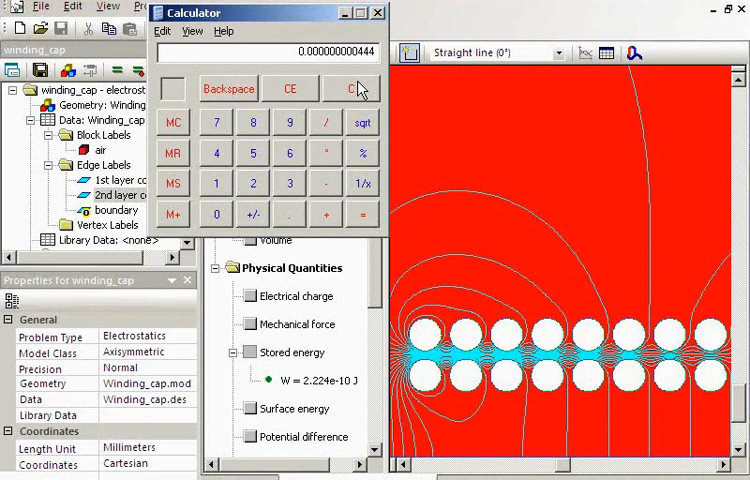 File
Edit
View
winding_cap
winding_cap - electrost
Geometry: Winding
Data: Winding_cap
Block Labels
air
Edge Labels
1st layer co
2nd layer co
boundary
Vertex Labels
Library Data: <none>
Properties for winding_cap
General
Problem Type Electrostatics
Model Class Axisymmetric
Precision Normal
Geometry Winding_cap.mod
Data Winding_cap.des
Library Data
Coordinates
Length Unit Millimeters
Coordinates Cartesian
Calculator
Edit View Help
0.000000000444
Backspace CE C
MC 7 8 9 / sqrt
MR 4 5 6 * %
MS 1 2 3 - 1/x
M+ 0 +/- . + =
Volume
Physical Quantities
Electrical charge
Mechanical force
Stored energy
W = 2.224e-10 J
Surface energy
Potential difference
Straight line (0°)